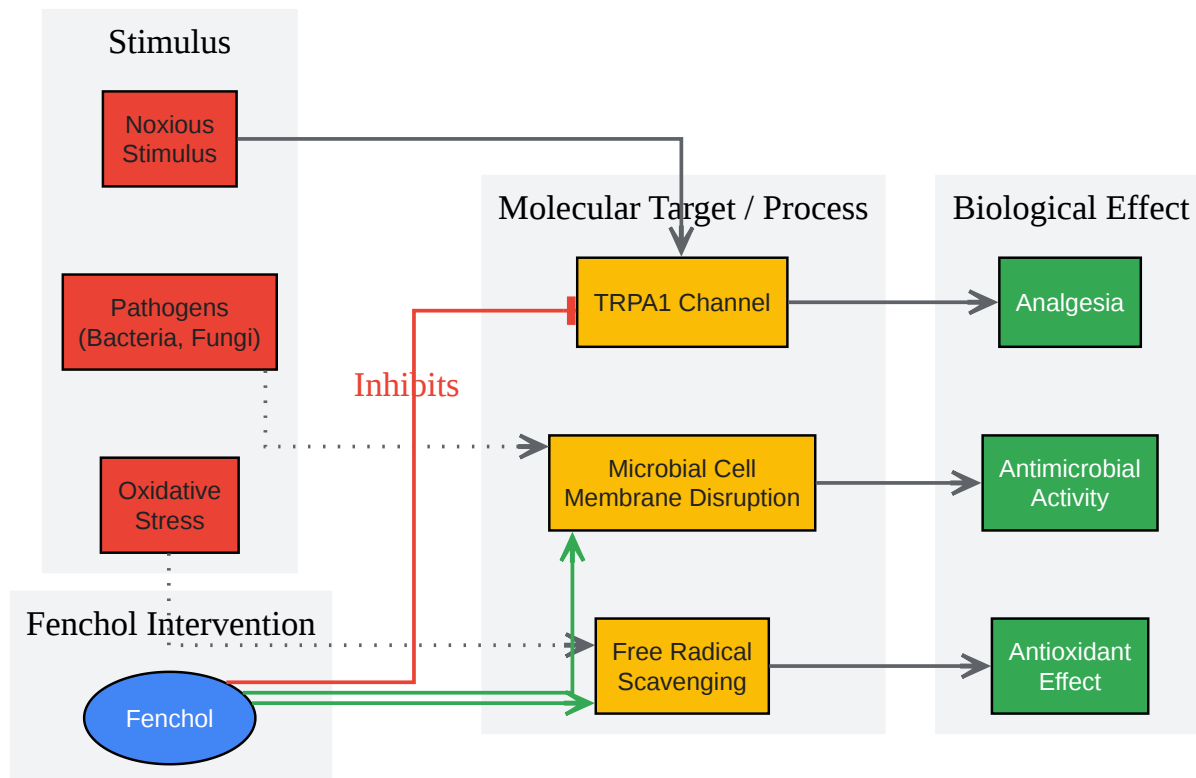 Stimulus
Noxious
Stimulus
Pathogens
(Bacteria, Fungi)
Oxidative
Stress
Fenchol Intervention
Fenchol
Inhibits
Molecular Target / Process
TRPA1 Channel
Microbial Cell
Membrane Disruption
Free Radical
Scavenging
Biological Effect
Analgesia
Antimicrobial
Activity
Antioxidant
Effect